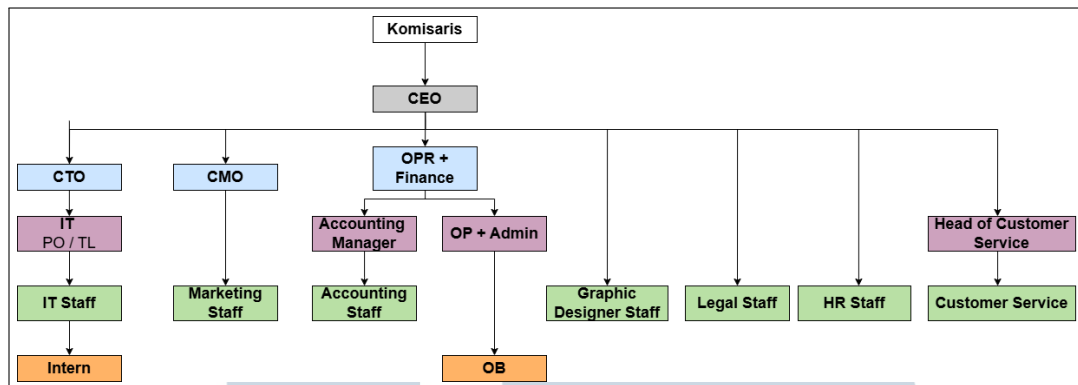 Komisaris
CEO
CTO
CMO
OPR +
Finance
IT
PO / TL
Accounting
Manager
OP + Admin
Head of Customer
Service
IT Staff
Marketing
Staff
Accounting
Staff
Graphic
Designer Staff
Legal Staff
HR Staff
Customer Service
Intern
OB